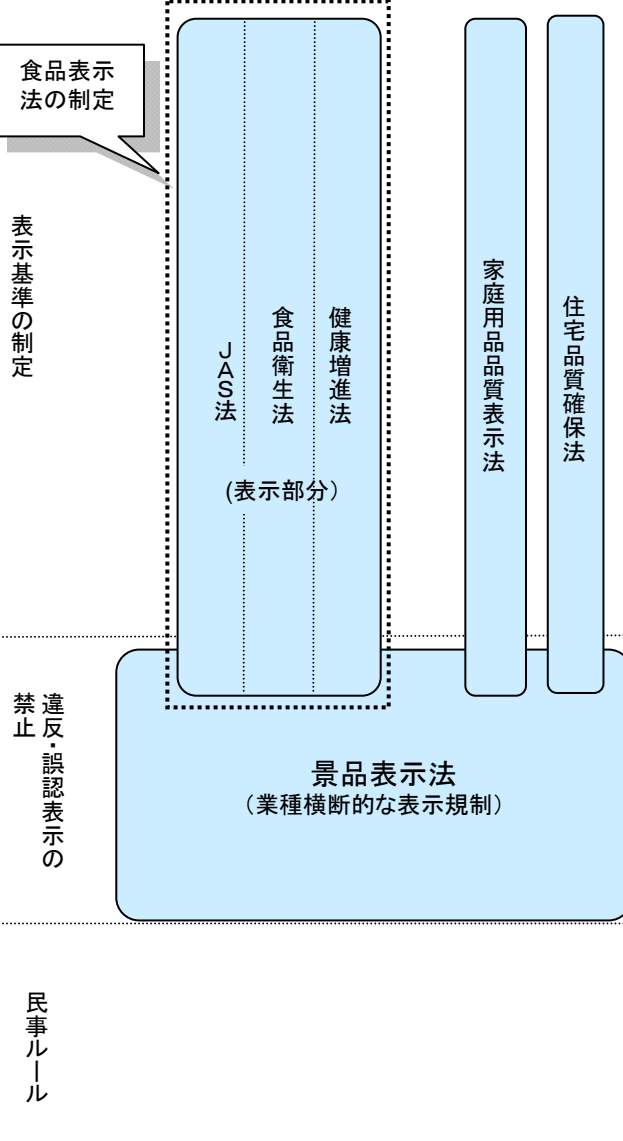 食品表示
法の制定
表示基準の制定
JAS法
食品衛生法
健康増進法
(表示部分）
家庭用品品質表示法
住宅品質確保法
違反・誤認表示の
禁止
景品表示法
（業種横断的な表示規制）
民事ルール